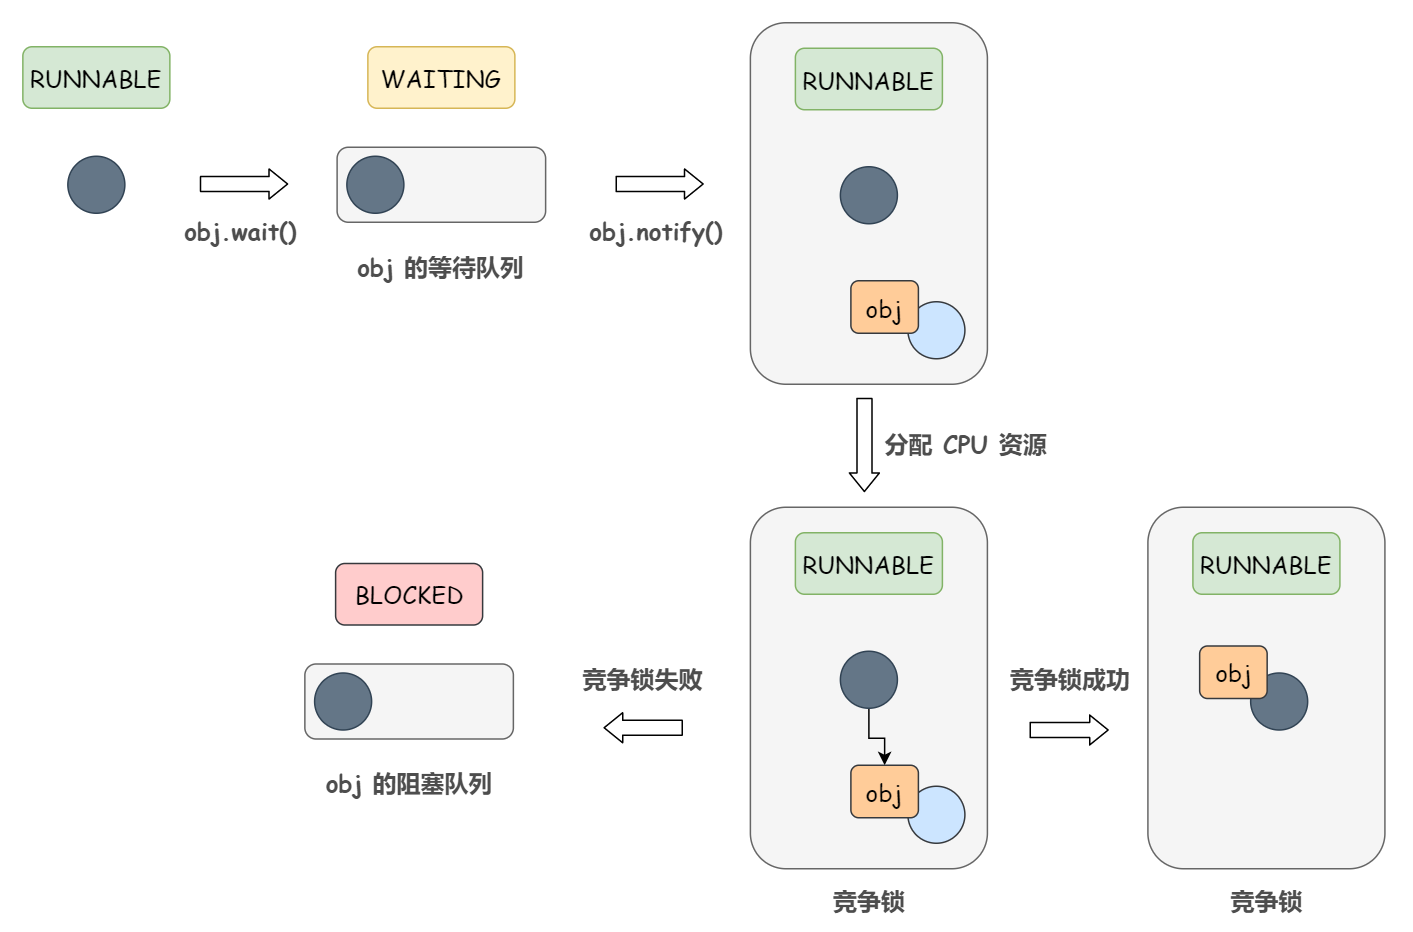 RUNNABLE
WAITING
RUNNABLE
obj.wait()
obj.notify()
obj 的等待队列
obj
分配 CPU 资源
BLOCKED
RUNNABLE
RUNNABLE
竞争锁失败
竞争锁成功
obj
obj 的阻塞队列
obj
竞争锁
竞争锁